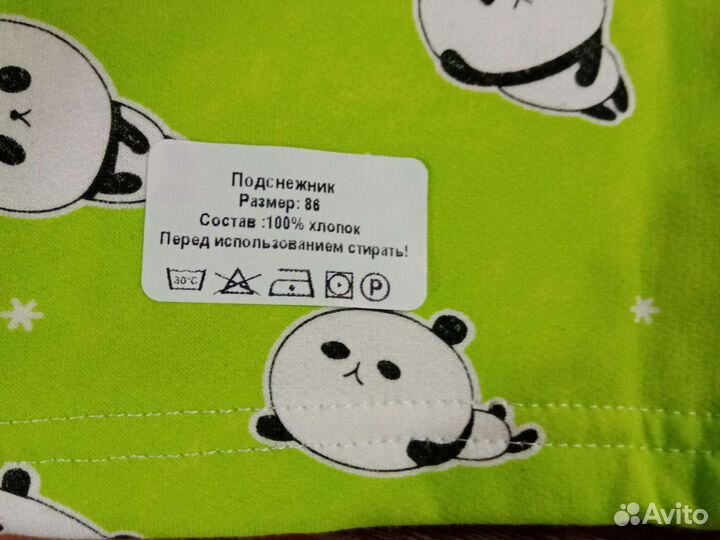 Подснежник
Размер: 86
Состав :100% хлопок
Перед использованием стирать!
30°C
P
Avito